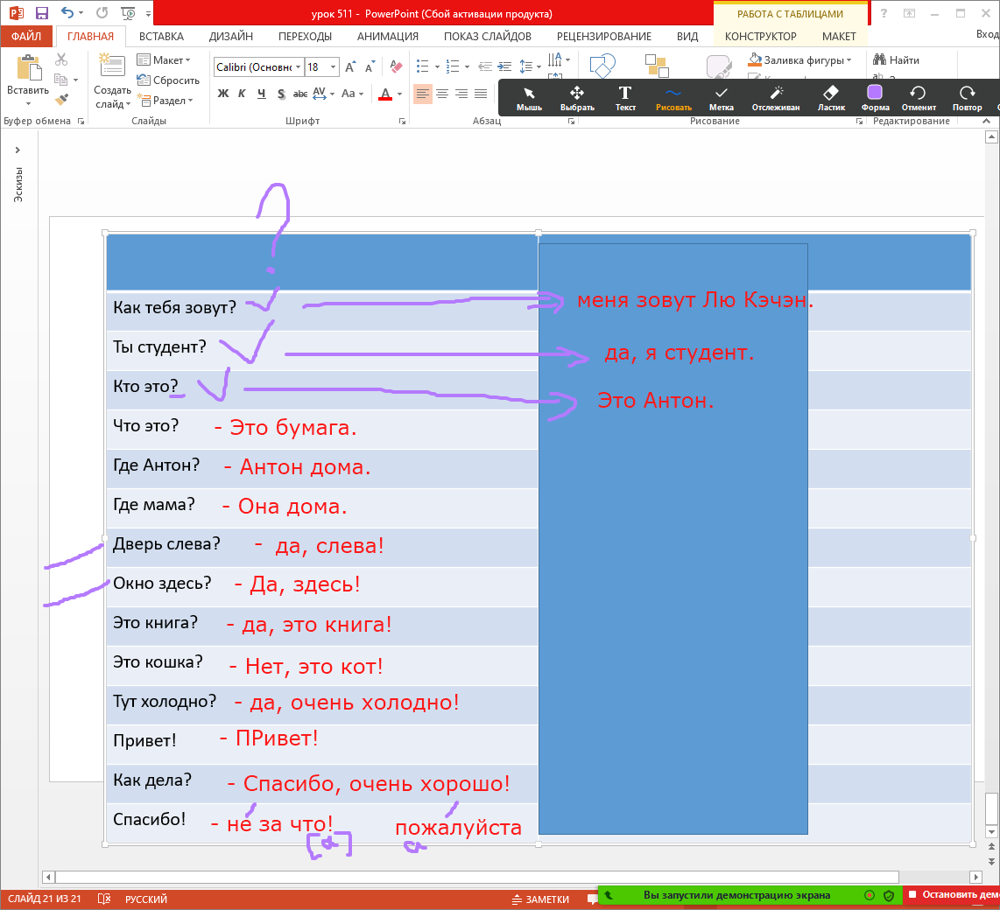 урок 511 - PowerPoint (Сбой активации продукта)
РАБОТА С ТАБЛИЦАМИ
ФАЙЛ ГЛАВНАЯ ВСТАВКА ДИЗАЙН ПЕРЕХОДЫ АНИМАЦИЯ ПОКАЗ СЛАЙДОВ РЕЦЕНЗИРОВАНИЕ ВИД КОНСТРУКТОР МАКЕТ Вход
Вставить
Создать слайд
Макет
Сбросить
Раздел
Calibri (Основн 18
Ж К Ч S abc AV Aa А
Заливка фигуры
Найти
Мышь Выбрать Текст Рисовать Метка Отслеживан Ластик Форма Отменит Повтор
Буфер обмена Слайды Шрифт Абзац Рисование Редактирование
Эскизы
?
Как тебя зовут? меня зовут Лю Кэчэн.
Ты студент? да, я студент.
Кто это? Это Антон.
Что это? - Это бумага.
Где Антон? - Антон дома.
Где мама? - Она дома.
Дверь слева? - да, слева!
Окно здесь? - Да, здесь!
Это книга? - да, это книга!
Это кошка? - Нет, это кот!
Тут холодно? - да, очень холодно!
Привет! - ПРивет!
Как дела? - Спасибо, очень хорошо!
Спасибо! - не за что! пожалуйста
[а] а
СЛАЙД 21 ИЗ 21 РУССКИЙ ЗАМЕТКИ Вы запустили демонстрацию экрана Остановить дем